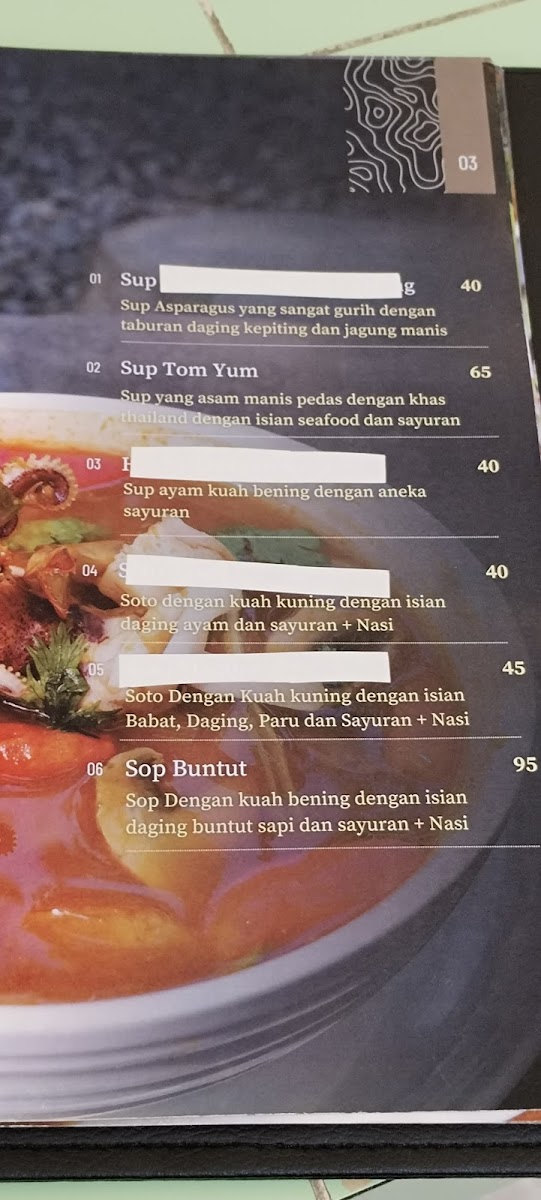 03
01 Sup g 40
Sup Asparagus yang sangat gurih dengan
taburan daging kepiting dan jagung manis
02 Sup Tom Yum 65
Sup yang asam manis pedas dengan khas
thailand dengan isian seafood dan sayuran
03 40
Sup ayam kuah bening dengan aneka
sayuran
04 40
Soto dengan kuah kuning dengan isian
daging ayam dan sayuran + Nasi
05 45
Soto Dengan Kuah kuning dengan isian
Babat, Daging, Paru dan Sayuran + Nasi
06 Sop Buntut 95
Sop Dengan kuah bening dengan isian
daging buntut sapi dan sayuran + Nasi